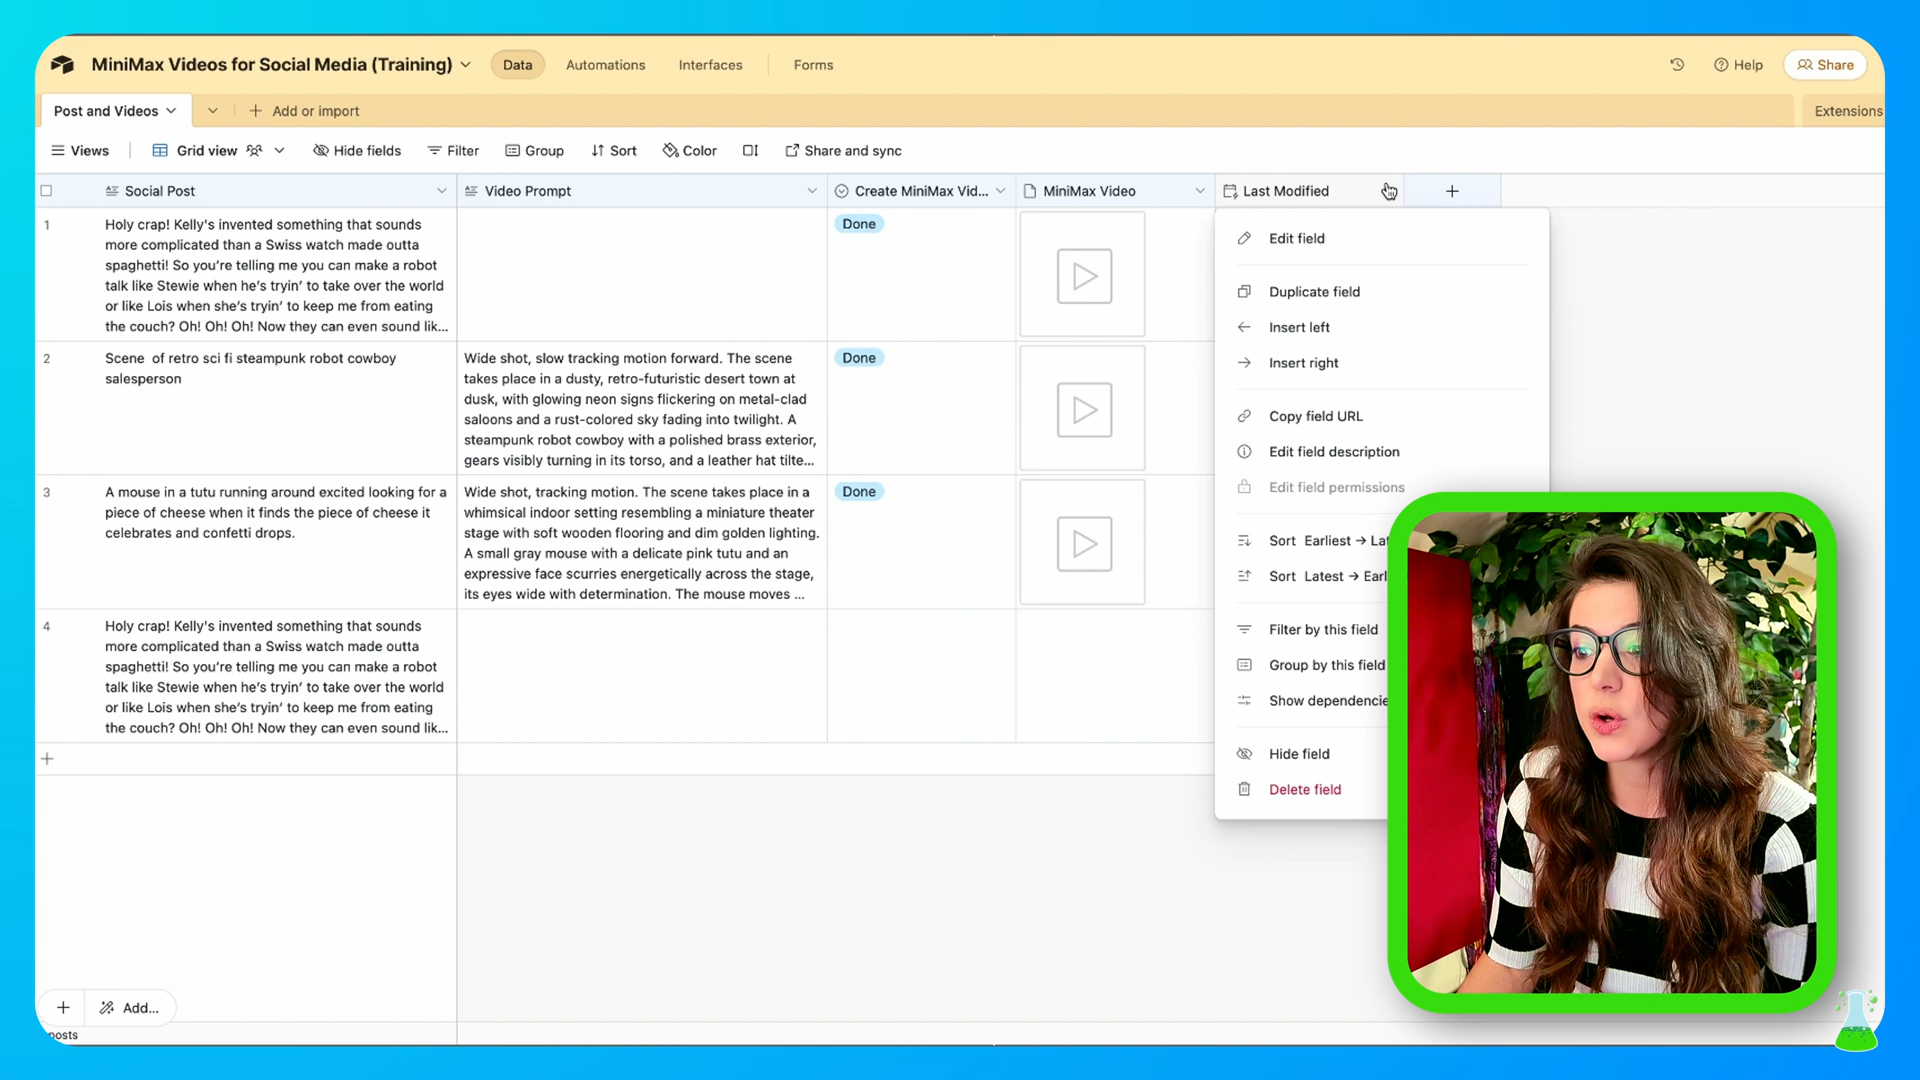 MiniMax Videos for Social Media (Training)
Data
Automations
Interfaces
Forms
Help
Share
Post and Videos
Add or import
Extensions
Views
Grid view
Hide fields
Filter
Group
Sort
Color
Share and sync
Social Post
Video Prompt
Create MiniMax Vid...
MiniMax Video
Last Modified
1
Holy crap! Kelly's invented something that sounds
more complicated than a Swiss watch made outta
spaghetti! So you're telling me you can make a robot
talk like Stewie when he's tryin' to take over the world
or like Lois when she's tryin' to keep me from eating
the couch? Oh! Oh! Oh! Now they can even sound lik...
Done
2
Scene of retro sci fi steampunk robot cowboy
salesperson
Wide shot, slow tracking motion forward. The scene
takes place in a dusty, retro-futuristic desert town at
dusk, with glowing neon signs flickering on metal-clad
saloons and a rust-colored sky fading into twilight. A
steampunk robot cowboy with a polished brass exterior,
gears visibly turning in its torso, and a leather hat tilte...
Done
3
A mouse in a tutu running around excited looking for a
piece of cheese when it finds the piece of cheese it
celebrates and confetti drops.
Wide shot, tracking motion. The scene takes place in a
whimsical indoor setting resembling a miniature theater
stage with soft wooden flooring and dim golden lighting.
A small gray mouse with a delicate pink tutu and an
expressive face scurries energetically across the stage,
its eyes wide with determination. The mouse moves ...
Done
4
Holy crap! Kelly's invented something that sounds
more complicated than a Swiss watch made outta
spaghetti! So you're telling me you can make a robot
talk like Stewie when he's tryin' to take over the world
or like Lois when she's tryin' to keep me from eating
the couch? Oh! Oh! Oh! Now they can even sound lik...
Edit field
Duplicate field
Insert left
Insert right
Copy field URL
Edit field description
Edit field permissions
Sort Earliest → Lat
Sort Latest → Earl
Filter by this field
Group by this field
Show dependencie
Hide field
Delete field
Add...
posts